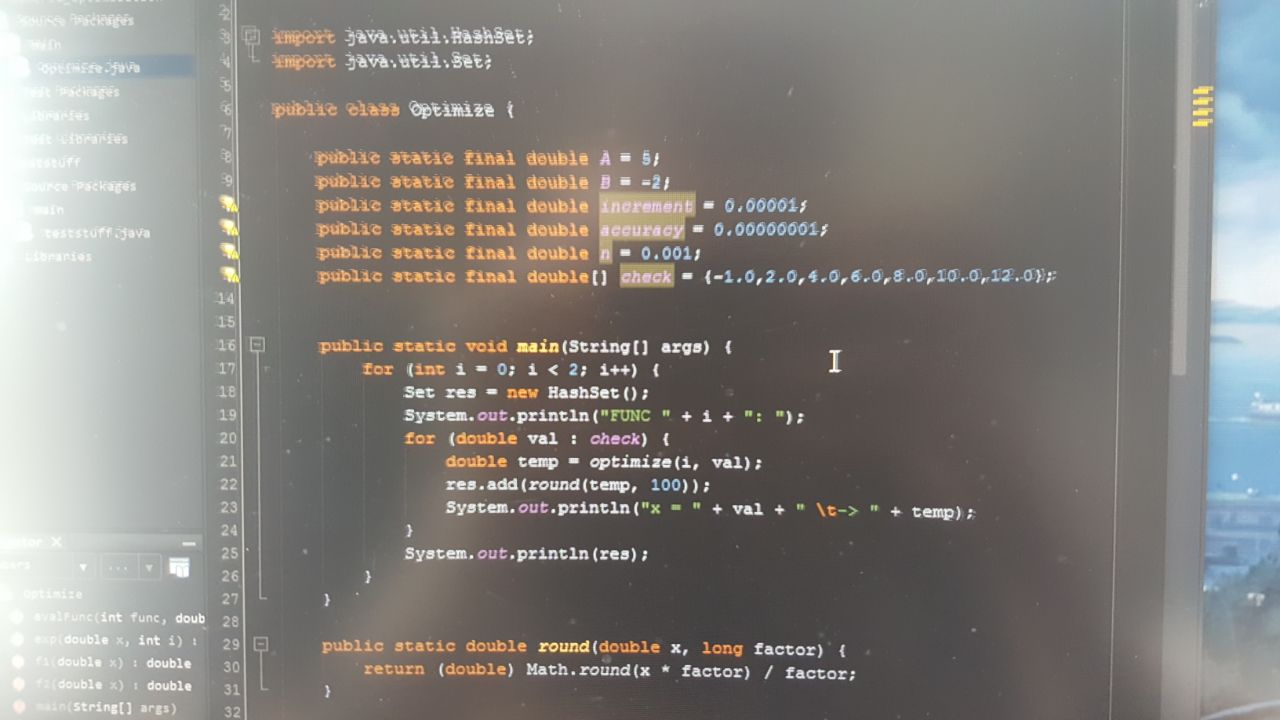 Source Packages
main
Optimize.java
Test Packages
Libraries
Test Libraries
teststuff
Source Packages
main
teststuff.java
Libraries
2
3 import java.util.HashSet;
4 import java.util.Set;
5
6 public class Optimize {
7
8 public static final double A = 5;
9 public static final double B = -2;
public static final double increment = 0.00001;
public static final double accuracy = 0.00000001;
public static final double n = 0.001;
public static final double[] check = {-1.0,2.0,4.0,6.0,8.0,10.0,12.0};
14
15
16 public static void main(String[] args) {
17 for (int i = 0; i < 2; i++) {
18 Set res = new HashSet();
19 System.out.println("FUNC " + i + ": ");
20 for (double val : check) {
21 double temp = optimize(i, val);
22 res.add(round(temp, 100));
23 System.out.println("x = " + val + " \t-> " + temp);
24 }
25 System.out.println(res);
26 }
27 }
28
29 public static double round(double x, long factor) {
30 return (double) Math.round(x * factor) / factor;
31 }
32
Optimize
evalFunc(int func, doub
exp(double x, int i) :
f1(double x) : double
f2(double x) : double
main(String[] args)